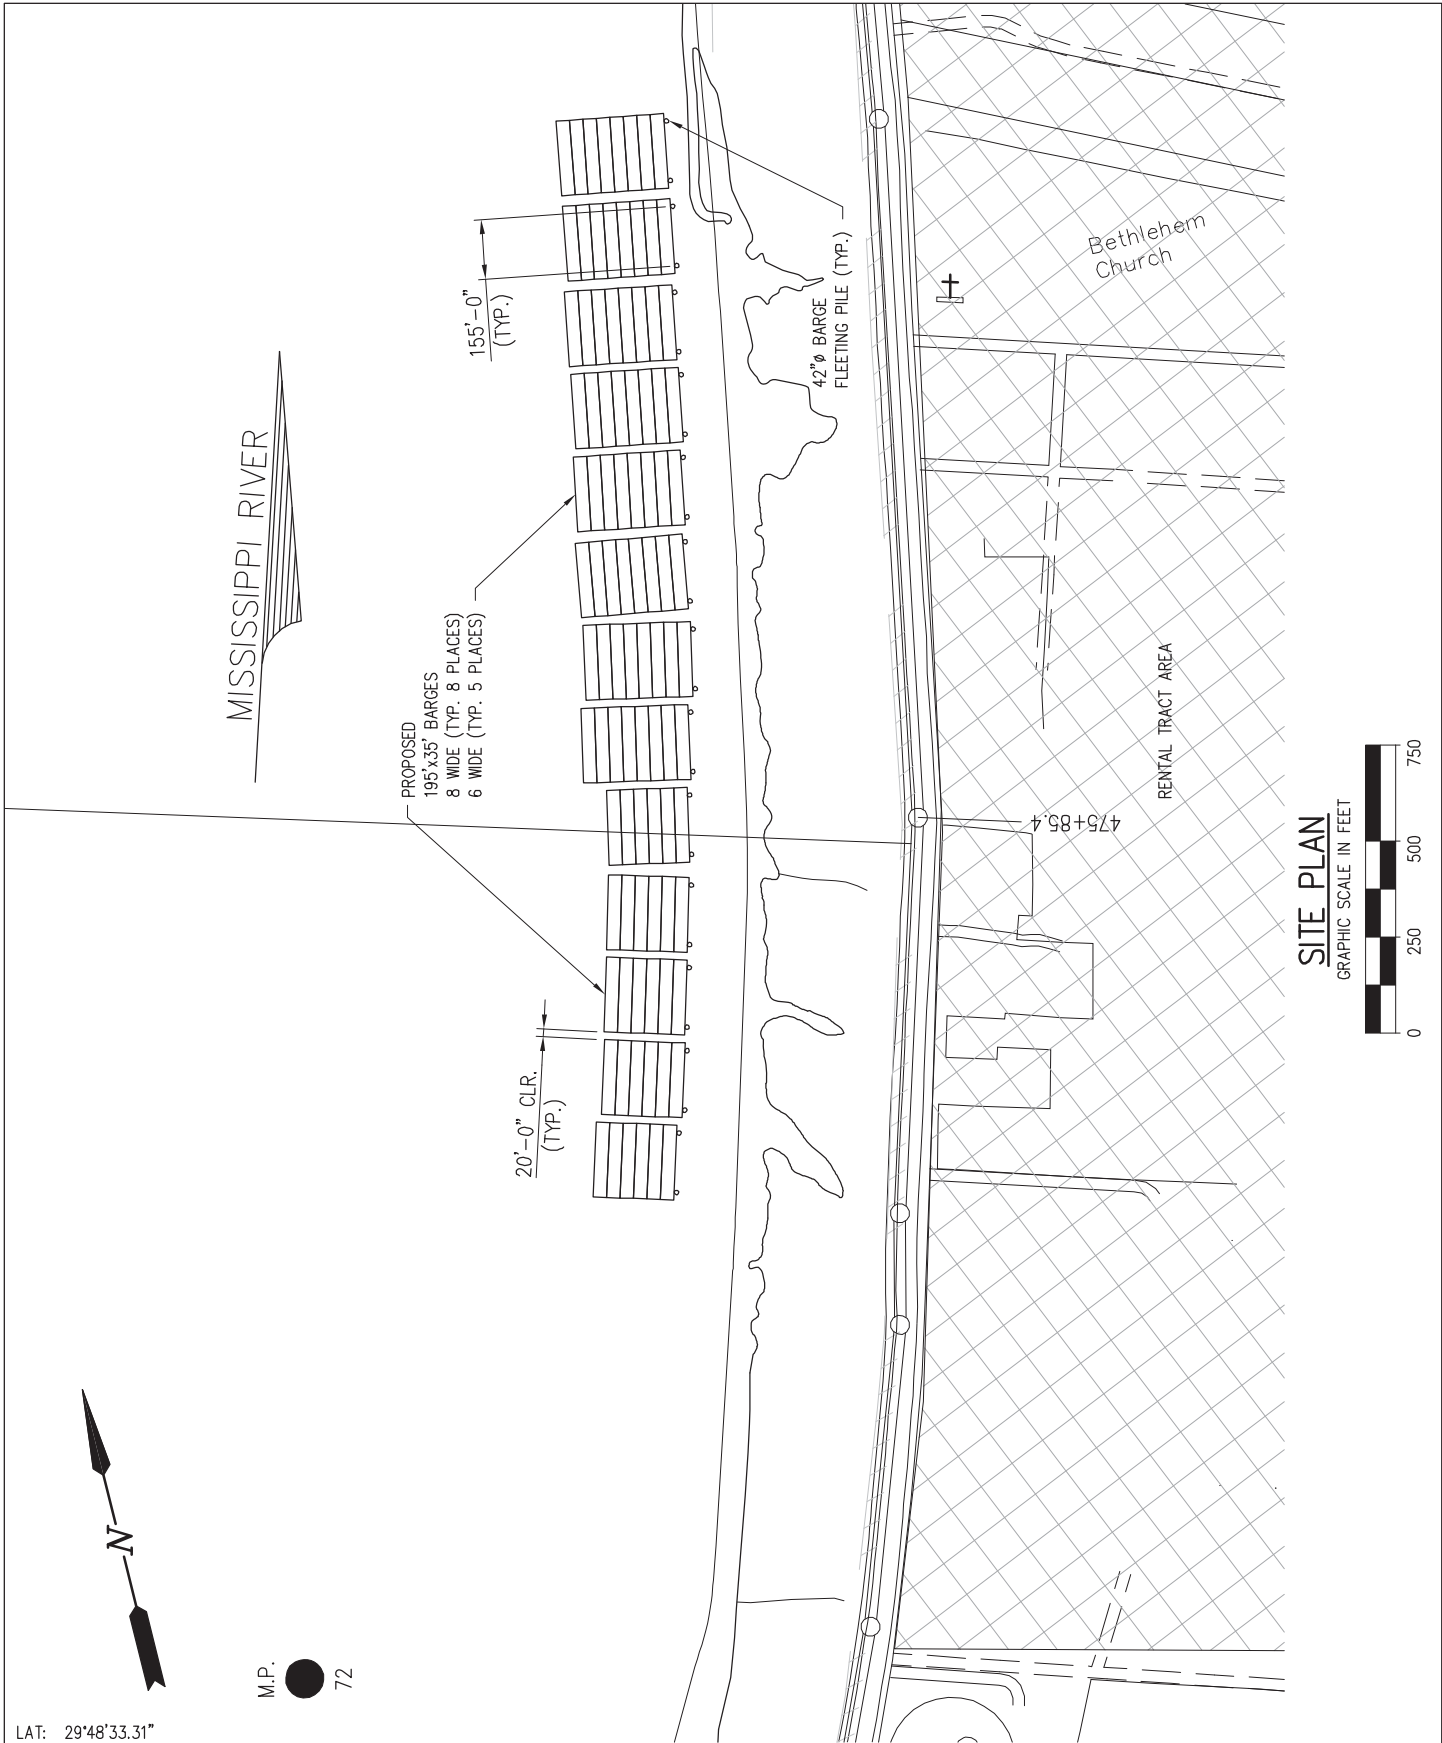 MISSISSIPPI RIVER
155'-0"
(TYP.)
42"ø BARGE
FLEETING PILE (TYP.)
Bethlehem
Church
PROPOSED
195'x35' BARGES
8 WIDE (TYP. 8 PLACES)
6 WIDE (TYP. 5 PLACES)
20'-0" CLR.
(TYP.)
475+85.4
RENTAL TRACT AREA
N
M.P.
72
LAT: 29°48'33.31"
SITE PLAN
GRAPHIC SCALE IN FEET
0 250 500 750